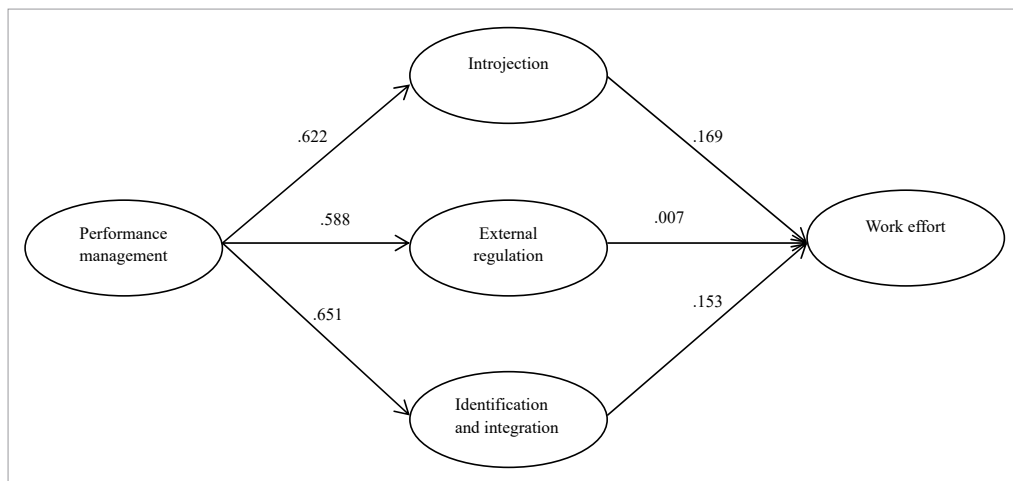 Introjection
.622
.169
Performance
management
.588
External
regulation
.007
Work effort
.651
.153
Identification
and integration